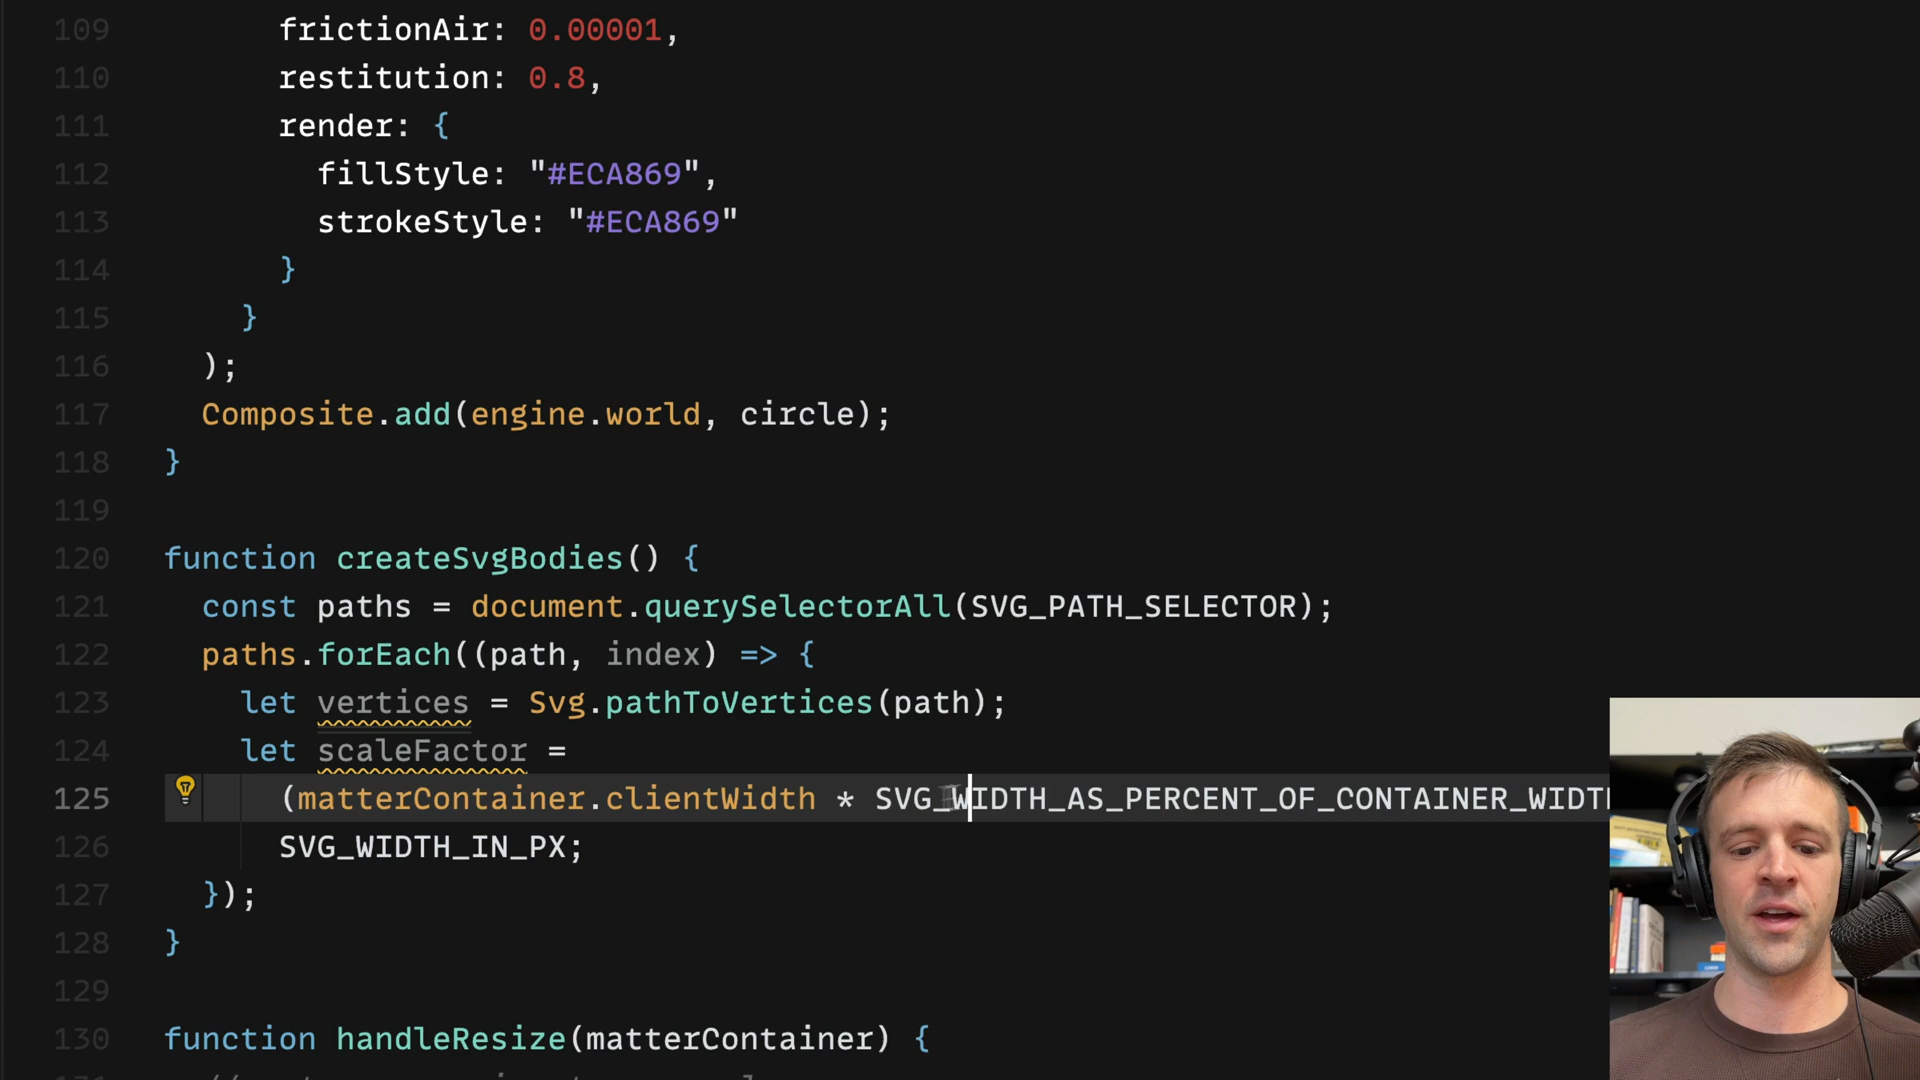 109 frictionAir: 0.00001,
110 restitution: 0.8,
111 render: {
112 fillStyle: "#ECA869",
113 strokeStyle: "#ECA869"
114 }
115 }
116 );
117 Composite.add(engine.world, circle);
118 }
119
120 function createSvgBodies() {
121 const paths = document.querySelectorAll(SVG_PATH_SELECTOR);
122 paths.forEach((path, index) => {
123 let vertices = Svg.pathToVertices(path);
124 let scaleFactor =
125 (matterContainer.clientWidth * SVG_WIDTH_AS_PERCENT_OF_CONTAINER_WIDTH
126 SVG_WIDTH_IN_PX;
127 });
128 }
129
130 function handleResize(matterContainer) {